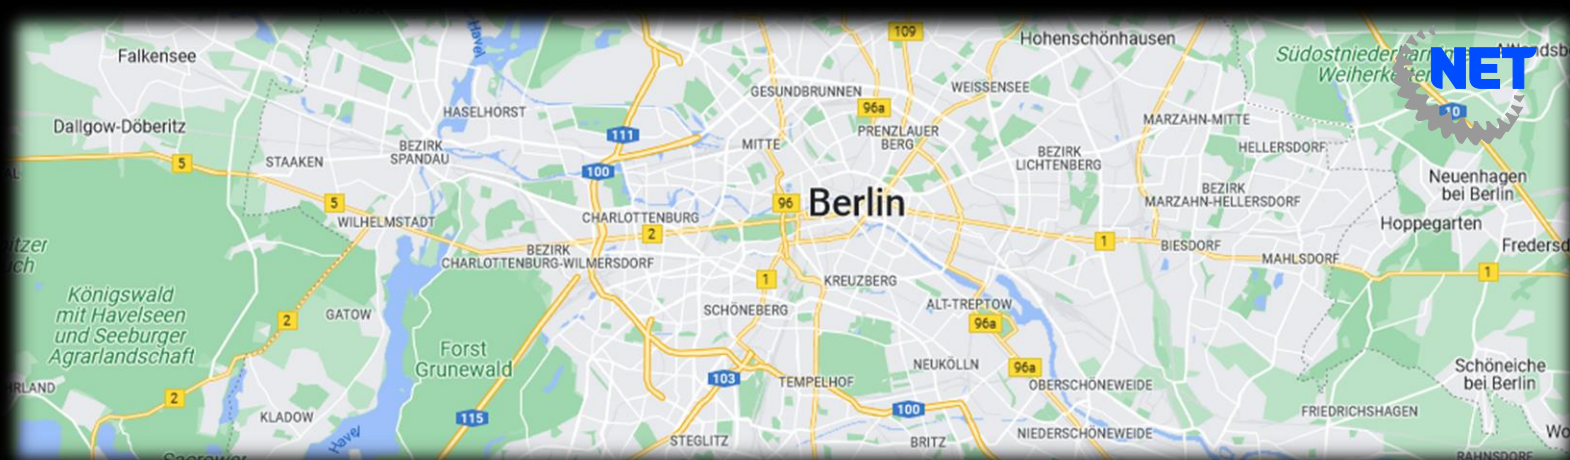 Havel
109
Hohenschönhausen
Falkensee
NET
GESUNDBRUNNEN
WEISSENSEE
HASELHORST
96a
10
Dallgow-Döberitz
111
MITTE
PRENZLAUER
BERG
MARZAHN-MITTE
BEZIRK
SPANDAU
BEZIRK
LICHTENBERG
HELLERSDORF
5
STAAKEN
100
Neuenhagen
bei Berlin
5
96
Berlin
BEZIRK
MARZAHN-HELLERSDORF
WILHELMSTADT
CHARLOTTENBURG
Hoppegarten
2
1
BIESDORF
BEZIRK
CHARLOTTENBURG-WILMERSDORF
MAHLSDORF
1
1
KREUZBERG
Königswald
mit Havelseen
und Seeburger
Agrarlandschaft
2
GATOW
SCHÖNEBERG
ALT-TREPTOW
96a
Forst
Grunewald
NEUKÖLLN
96a
Schöneiche
bei Berlin
103
TEMPELHOF
OBERSCHÖNEWEIDE
2
100
KLADOW
115
FRIEDRICHSHAGEN
Havel
STEGLITZ
BRITZ
NIEDERSCHÖNEWEIDE